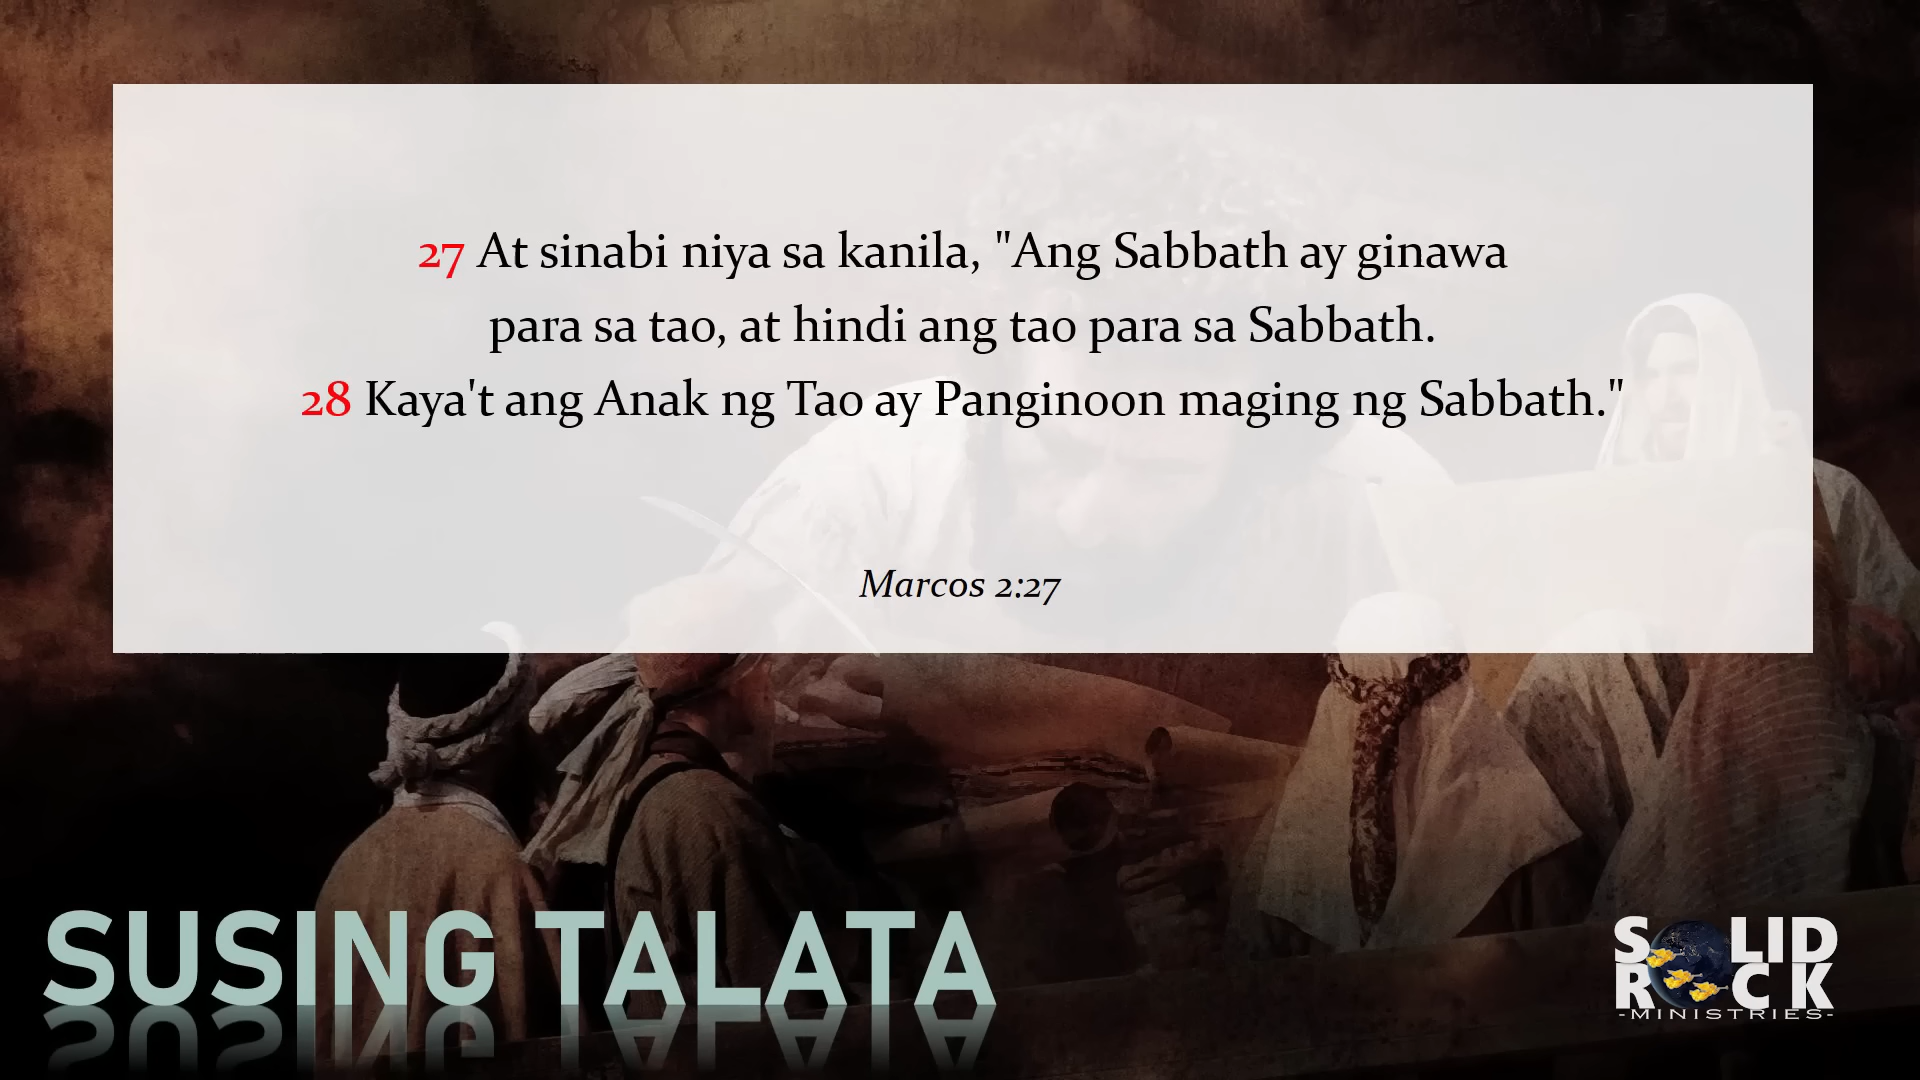 27 At sinabi niya sa kanila, "Ang Sabbath ay ginawa
para sa tao, at hindi ang tao para sa Sabbath.
28 Kaya't ang Anak ng Tao ay Panginoon maging ng Sabbath."
Marcos 2:27
SUSING TALATA
SOLID
ROCK
-MINISTRIES-